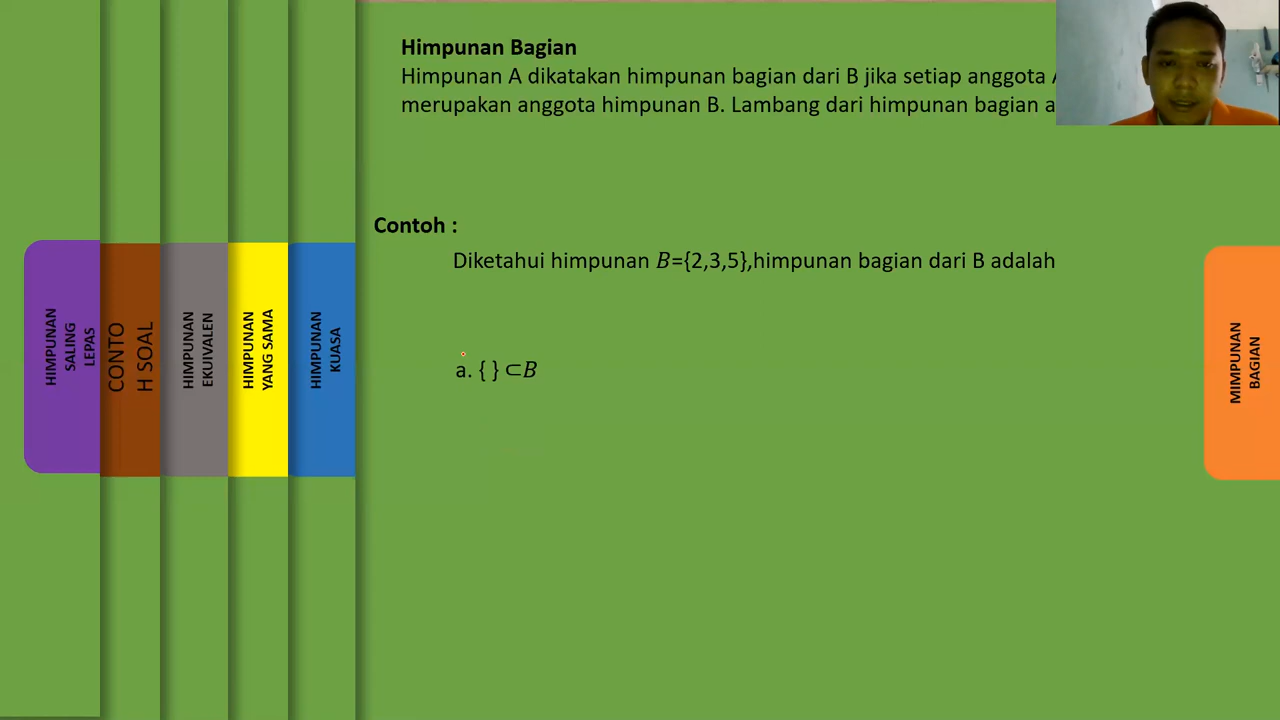 Himpunan Bagian
Himpunan A dikatakan himpunan bagian dari B jika setiap anggota
merupakan anggota himpunan B. Lambang dari himpunan bagian
Contoh :
Diketahui himpunan B={2,3,5},himpunan bagian dari B adalah
a. { } ⊂B
HIMPUNAN
SALING
LEPAS
CONTO
H SOAL
HIMPUNAN
EKUIVALEN
HIMPUNAN
YANG SAMA
HIMPUNAN
KUASA
MIMPUNAN
BAGIAN